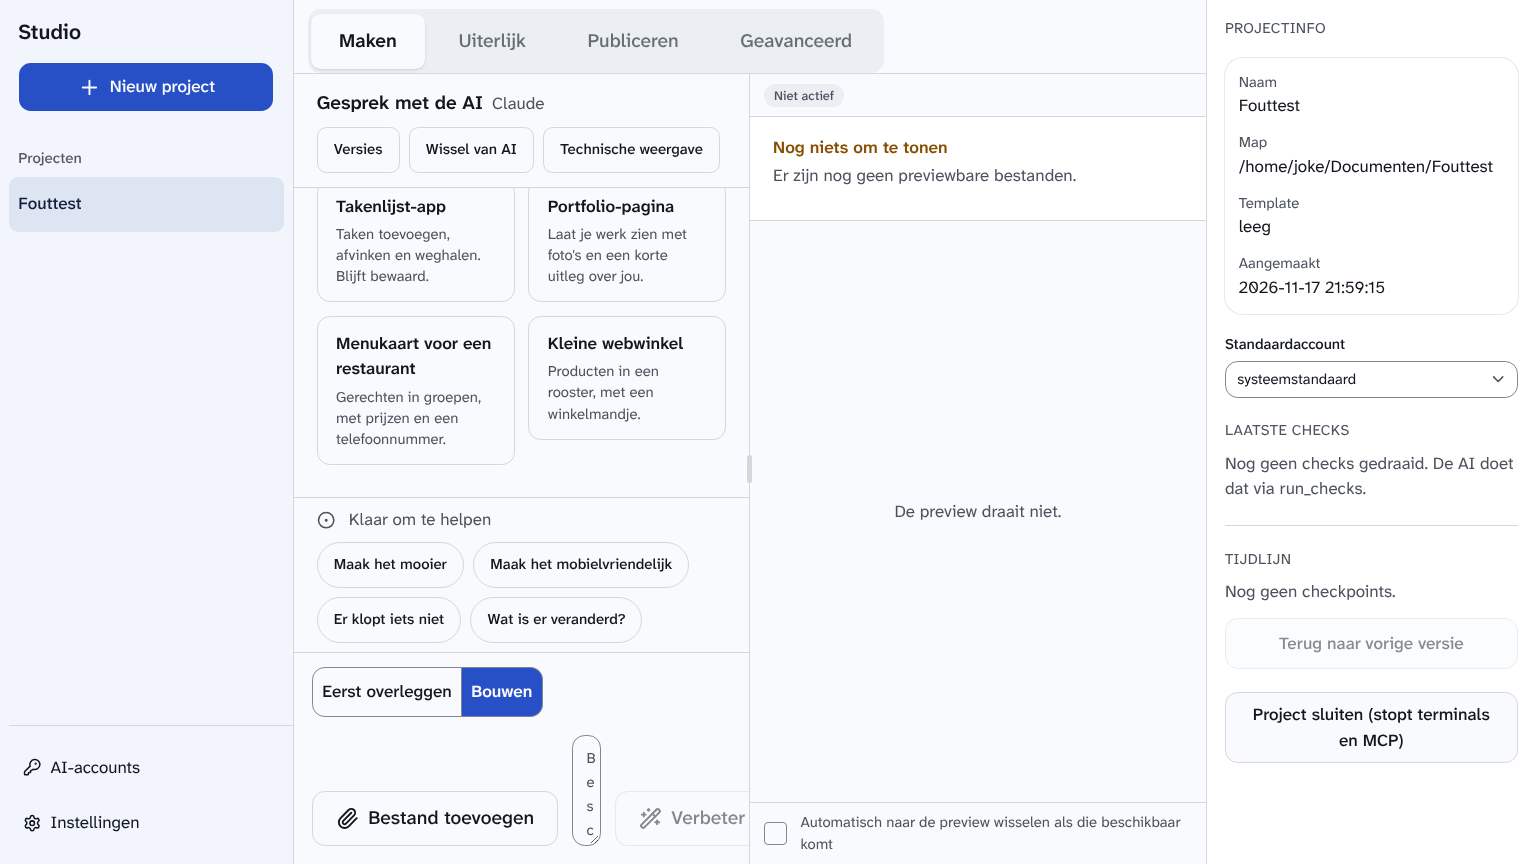 Studio
Nieuw project
Projecten
Fouttest
AI-accounts
Instellingen
Maken
Uiterlijk
Publiceren
Geavanceerd
Gesprek met de AI Claude
Versies
Wissel van AI
Technische weergave
Takenlijst-app
Taken toevoegen,
afvinken en weghalen.
Blijft bewaard.
Portfolio-pagina
Laat je werk zien met
foto's en een korte
uitleg over jou.
Menukaart voor een
restaurant
Gerechten in groepen,
met prijzen en een
telefoonnummer.
Kleine webwinkel
Producten in een
rooster, met een
winkelmandje.
Klaar om te helpen
Maak het mooier
Maak het mobielvriendelijk
Er klopt iets niet
Wat is er veranderd?
Eerst overleggen
Bouwen
Bestand toevoegen
B
e
s
c
Verbeter
Niet actief
Nog niets om te tonen
Er zijn nog geen previewbare bestanden.
De preview draait niet.
Automatisch naar de preview wisselen als die beschikbaar
komt
PROJECTINFO
Naam
Fouttest
Map
/home/joke/Documenten/Fouttest
Template
leeg
Aangemaakt
2026-11-17 21:59:15
Standaardaccount
systeemstandaard
LAATSTE CHECKS
Nog geen checks gedraaid. De AI doet
dat via run_checks.
TIJDLIJN
Nog geen checkpoints.
Terug naar vorige versie
Project sluiten (stopt terminals
en MCP)